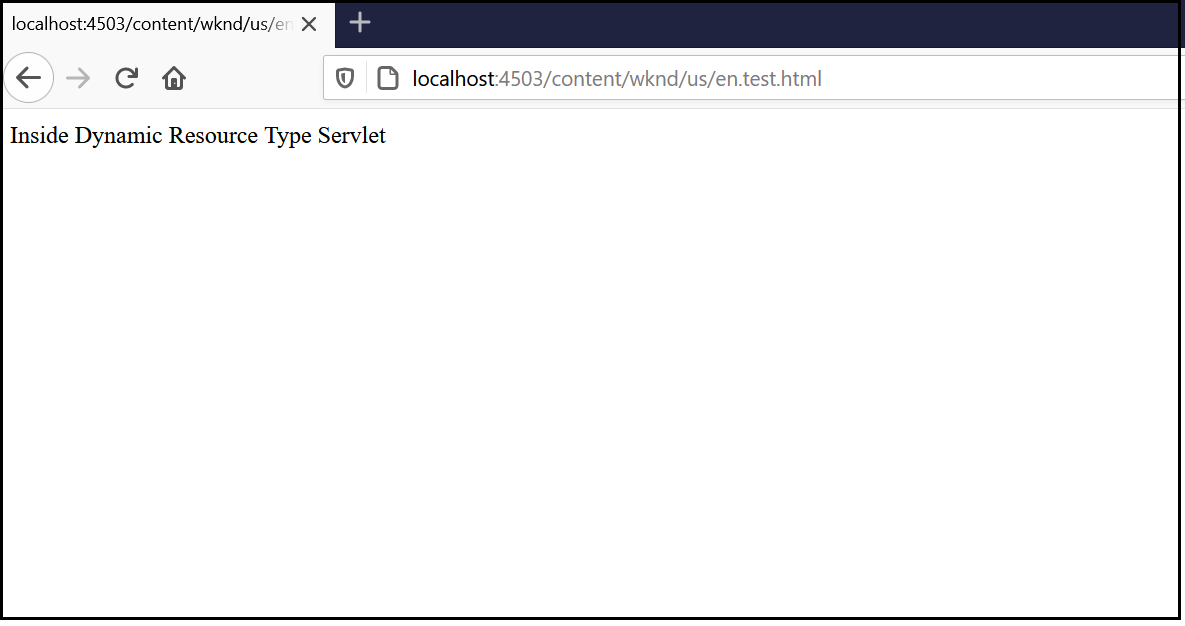 localhost:4503/content/wknd/us/en
localhost:4503/content/wknd/us/en.test.html
Inside Dynamic Resource Type Servlet